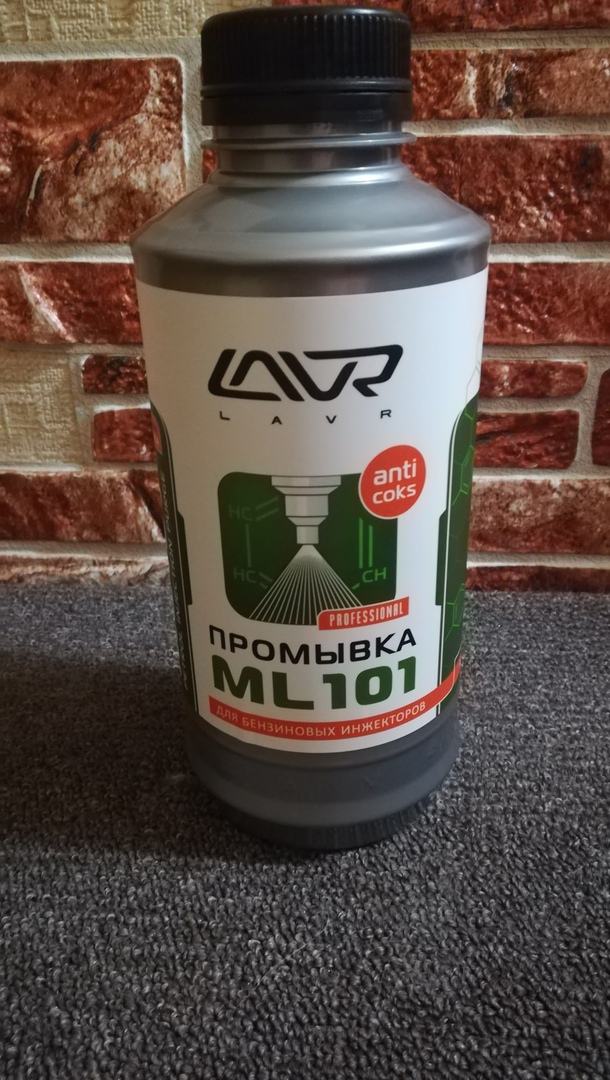 LAVR
LAVR
anti
coks
HC
HC
CH
PROFESSIONAL
ПРОМЫВКА
ML101
ДЛЯ БЕНЗИНОВЫХ ИНЖЕКТОРОВ